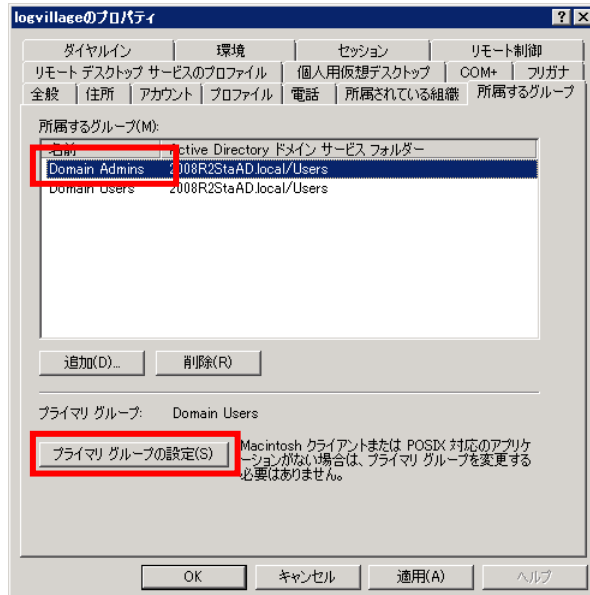 logvillageのプロパティ
ダイヤルイン 環境 セッション リモート制御
リモート デスクトップ サービスのプロファイル 個人用仮想デスクトップ COM+ フリガナ
全般 住所 アカウント プロファイル 電話 所属されている組織 所属するグループ
所属するグループ(M):
名前 Active Directory ドメイン サービス フォルダー
Domain Admins 2008R2StaAD.local/Users
Domain Users 2008R2StaAD.local/Users
追加(D)... 削除(R)
プライマリ グループ: Domain Users
プライマリ グループの設定(S)
Macintosh クライアントまたは POSIX 対応のアプリケ
ーションがない場合は、プライマリ グループを変更する
必要はありません。
OK キャンセル 適用(A) ヘルプ